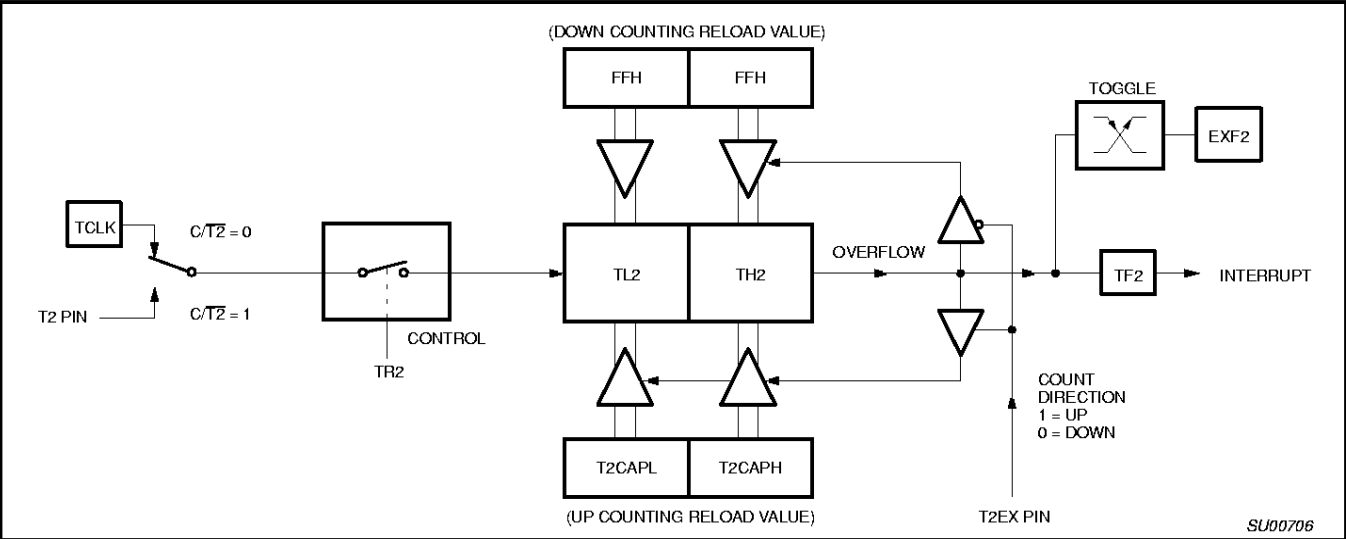 (DOWN COUNTING RELOAD VALUE)
FFH
FFH
TOGGLE
EXF2
TCLK
C/T2 = 0
OVERFLOW
TL2
TH2
TF2
INTERRUPT
T2 PIN
C/T2 = 1
CONTROL
TR2
COUNT
DIRECTION
1 = UP
0 = DOWN
T2CAPL
T2CAPH
(UP COUNTING RELOAD VALUE)
T2EX PIN
SU00706